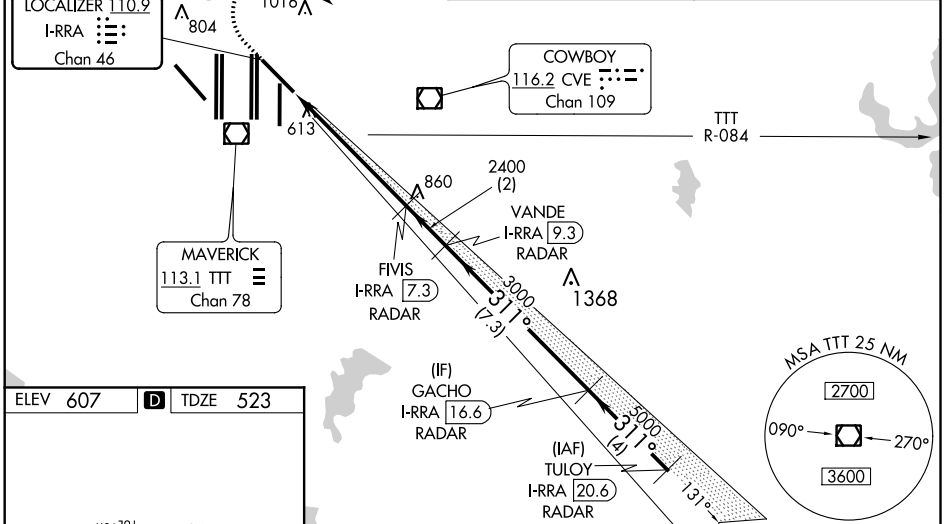 LOCALIZER 110.9
I-RRA
Chan 46
804
1016
COWBOY
116.2 CVE
Chan 109
613
TTT
R-084
860
2400
(2)
VANDE
I-RRA 9.3
RADAR
MAVERICK
113.1 TTT
Chan 78
FIVIS
I-RRA 7.3
RADAR
3000
311°
(7.3)
1368
(IF)
GACHO
I-RRA 16.6
RADAR
MSA TTT 25 NM
2700
090°
270°
3600
5000
311°
(4)
(IAF)
TULOY
I-RRA 20.6
RADAR
131°
ELEV 607 D TDZE 523